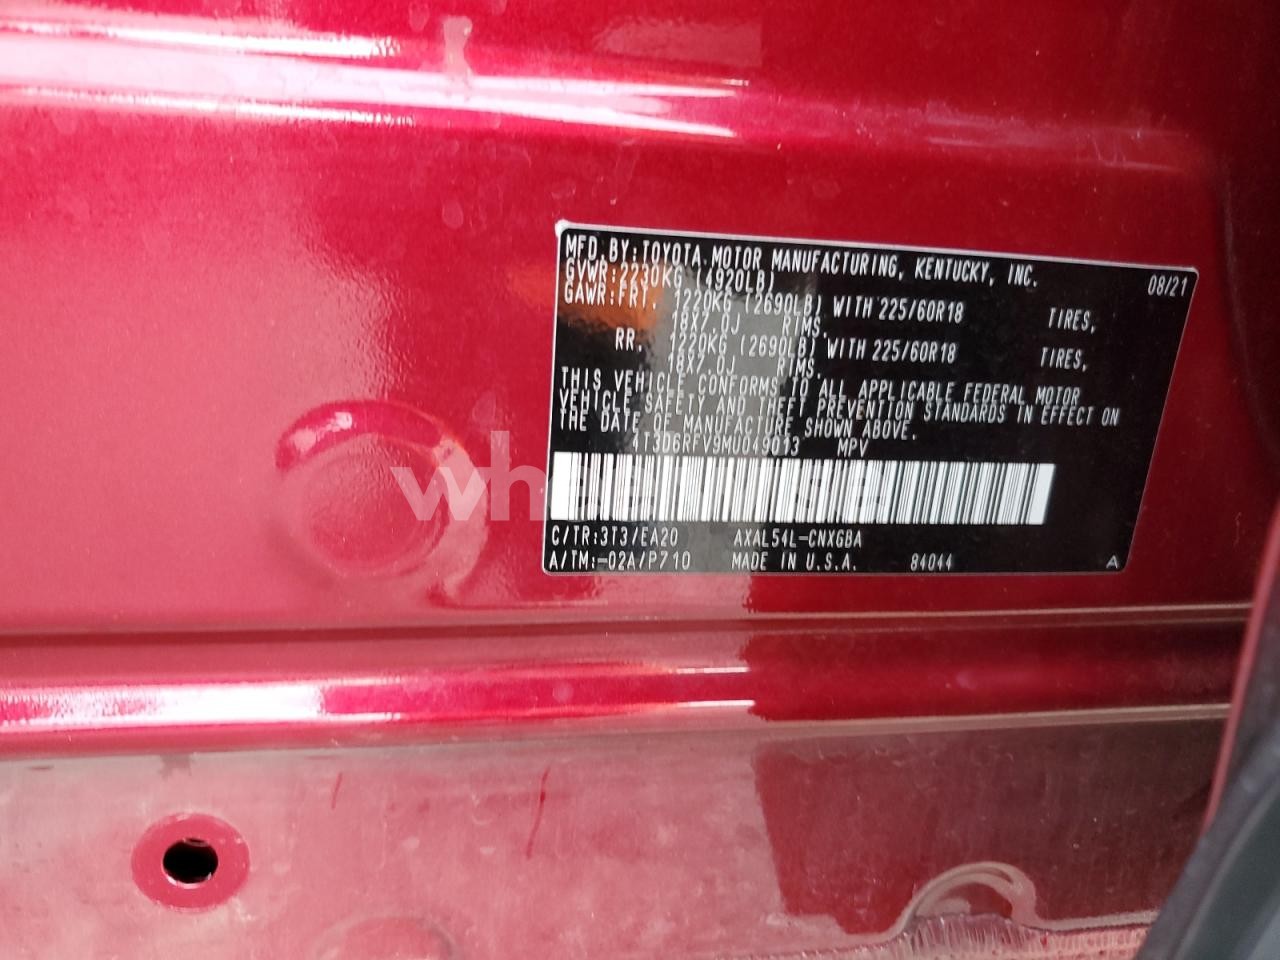 MFD. BY: TOYOTA MOTOR MANUFACTURING, KENTUCKY, INC. 08/21
GVWR: 2230KG (4920LB)
GAWR: FRT. 1220KG (2690LB) WITH 225/60R18 TIRES,
18X7.0J RIMS.
RR. 1220KG (2690LB) WITH 225/60R18 TIRES,
18X7.0J RIMS.
THIS VEHICLE CONFORMS TO ALL APPLICABLE FEDERAL MOTOR
VEHICLE SAFETY AND THEFT PREVENTION STANDARDS IN EFFECT ON
THE DATE OF MANUFACTURE SHOWN ABOVE.
4T3D6RFV9MU049013 MPV
C/TR: 3T3/EA20 AXAL54L-CNXGBA
A/TM: -02A/P710 MADE IN U.S.A. 84044 A